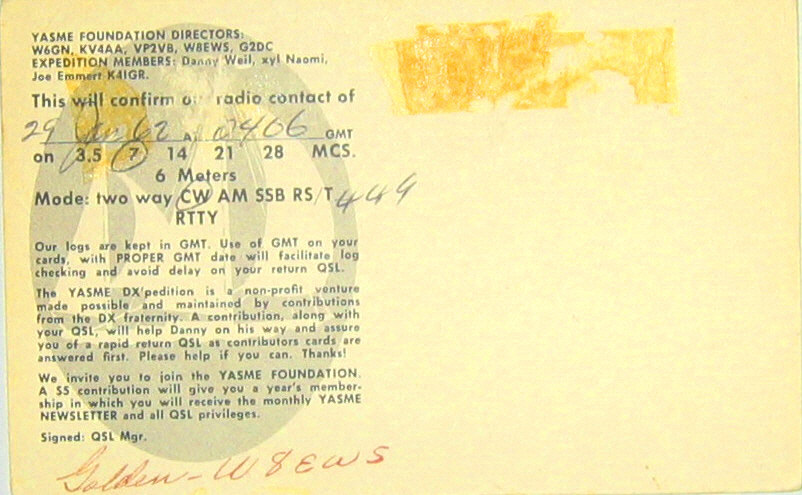 YASME FOUNDATION DIRECTORS:
W6GN, KV4AA, VP2VB, W8EWS, G2DC
EXPEDITION MEMBERS: Danny Weil, xyl Naomi,
Joe Emmert K4IGR.
This will confirm our radio contact of
29 Jan 62 At 0406 GMT
on 3.5 7 14 21 28 MCS.
6 Meters
Mode: two way CW AM SSB RS/T 449
RTTY
Our logs are kept in GMT. Use of GMT on your
cards, with PROPER GMT date will facilitate log
checking and avoid delay on your return QSL.
The YASME DX'pedition is a non-profit venture
made possible and maintained by contributions
from the DX fraternity. A contribution, along with
your QSL, will help Danny on his way and assure
you of a rapid return QSL as contributors cards are
answered first. Please help if you can. Thanks!
We invite you to join the YASME FOUNDATION.
A $5 contribution will give you a year's member-
ship in which you will receive the monthly YASME
NEWSLETTER and all QSL privileges.
Signed: QSL Mgr.
Golden-W8EWS